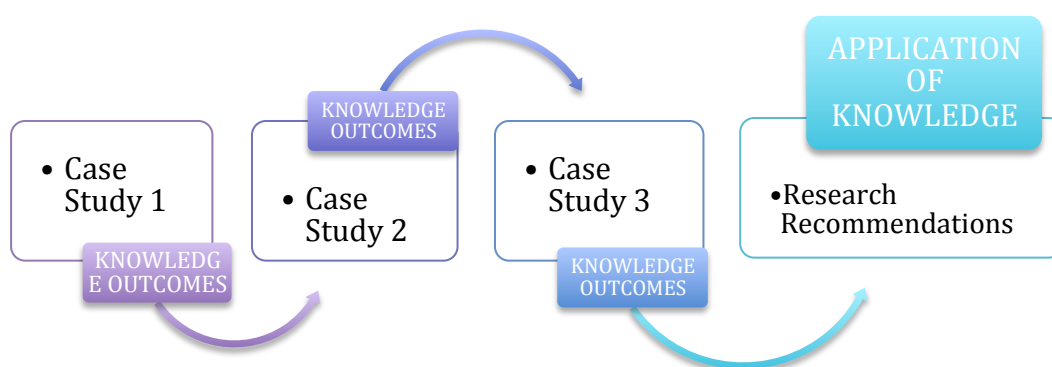 • Case
Study 1
KNOWLEDG
E OUTCOMES
KNOWLEDGE
OUTCOMES
• Case
Study 2
• Case
Study 3
KNOWLEDGE
OUTCOMES
APPLICATION
OF
KNOWLEDGE
•Research
Recommendations